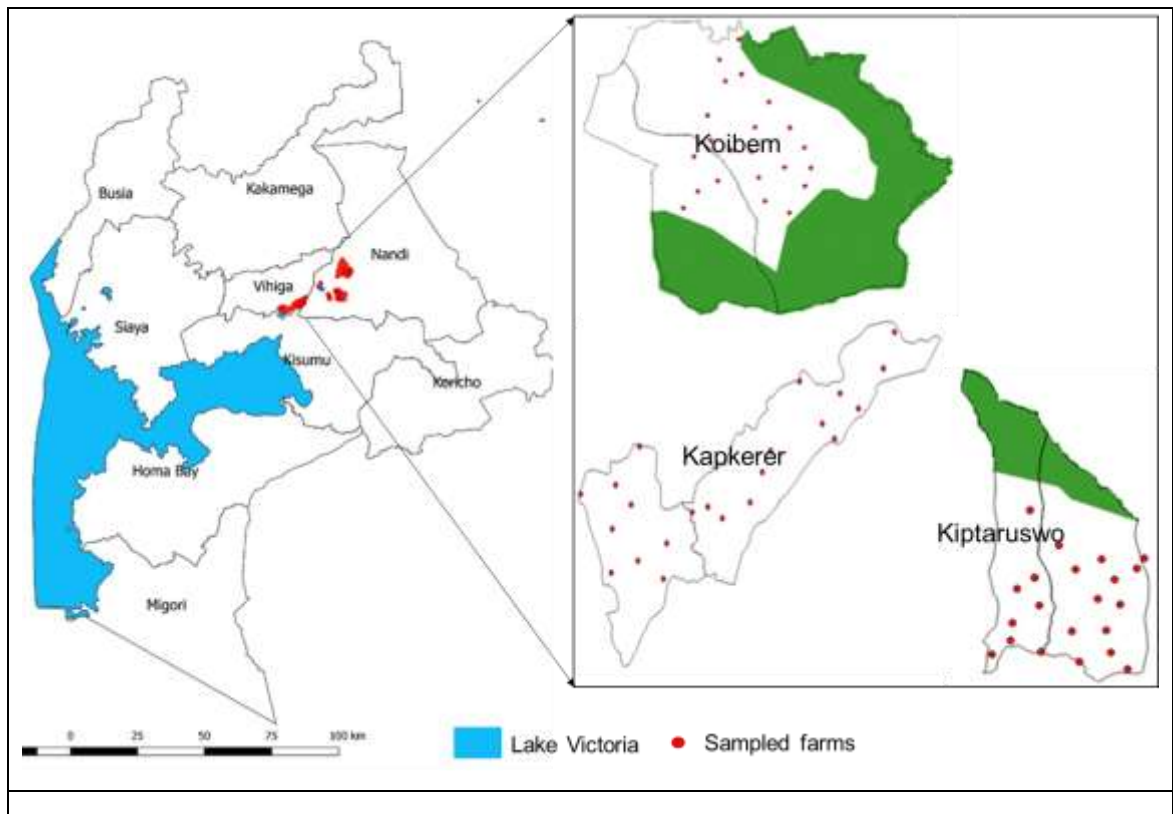 Busia
Kakamega
Nandi
Vihiga
Siaya
Kisumu
Kericho
Homa Bay
Migori
Koibem
Kapkerer
Kiptaruswo
0 25 50 75 100 km
Lake Victoria
Sampled farms